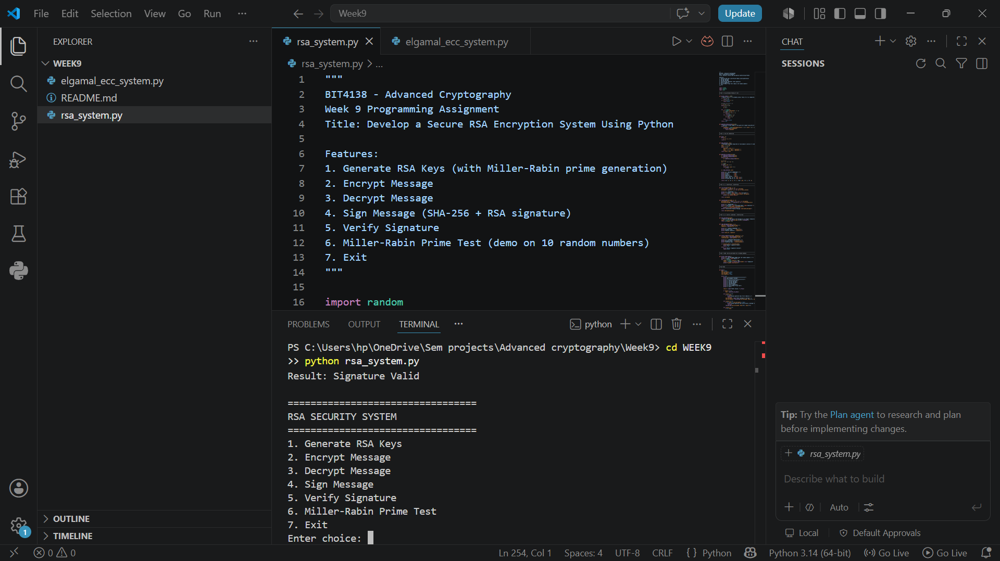 File Edit Selection View Go Run ...
Week9
Update
EXPLORER
WEEK9
elgamal_ecc_system.py
README.md
rsa_system.py
OUTLINE
TIMELINE
1
rsa_system.py
elgamal_ecc_system.py
rsa_system.py > ...
1 """
2 BIT4138 - Advanced Cryptography
3 Week 9 Programming Assignment
4 Title: Develop a Secure RSA Encryption System Using Python
5
6 Features:
7 1. Generate RSA Keys (with Miller-Rabin prime generation)
8 2. Encrypt Message
9 3. Decrypt Message
10 4. Sign Message (SHA-256 + RSA signature)
11 5. Verify Signature
12 6. Miller-Rabin Prime Test (demo on 10 random numbers)
13 7. Exit
14 """
15
16 import random
PROBLEMS OUTPUT TERMINAL ...
python
PS C:\Users\hp\OneDrive\Sem projects\Advanced cryptography\Week9> cd WEEK9
>> python rsa_system.py
Result: Signature Valid
=================================
RSA SECURITY SYSTEM
=================================
1. Generate RSA Keys
2. Encrypt Message
3. Decrypt Message
4. Sign Message
5. Verify Signature
6. Miller-Rabin Prime Test
7. Exit
Enter choice:
CHAT
SESSIONS
Tip: Try the Plan agent to research and plan
before implementing changes.
rsa_system.py
Describe what to build
Auto
Local
Default Approvals
0 0
Ln 254, Col 1 Spaces: 4 UTF-8 CRLF {} Python Python 3.14 (64-bit) Go Live Go Live